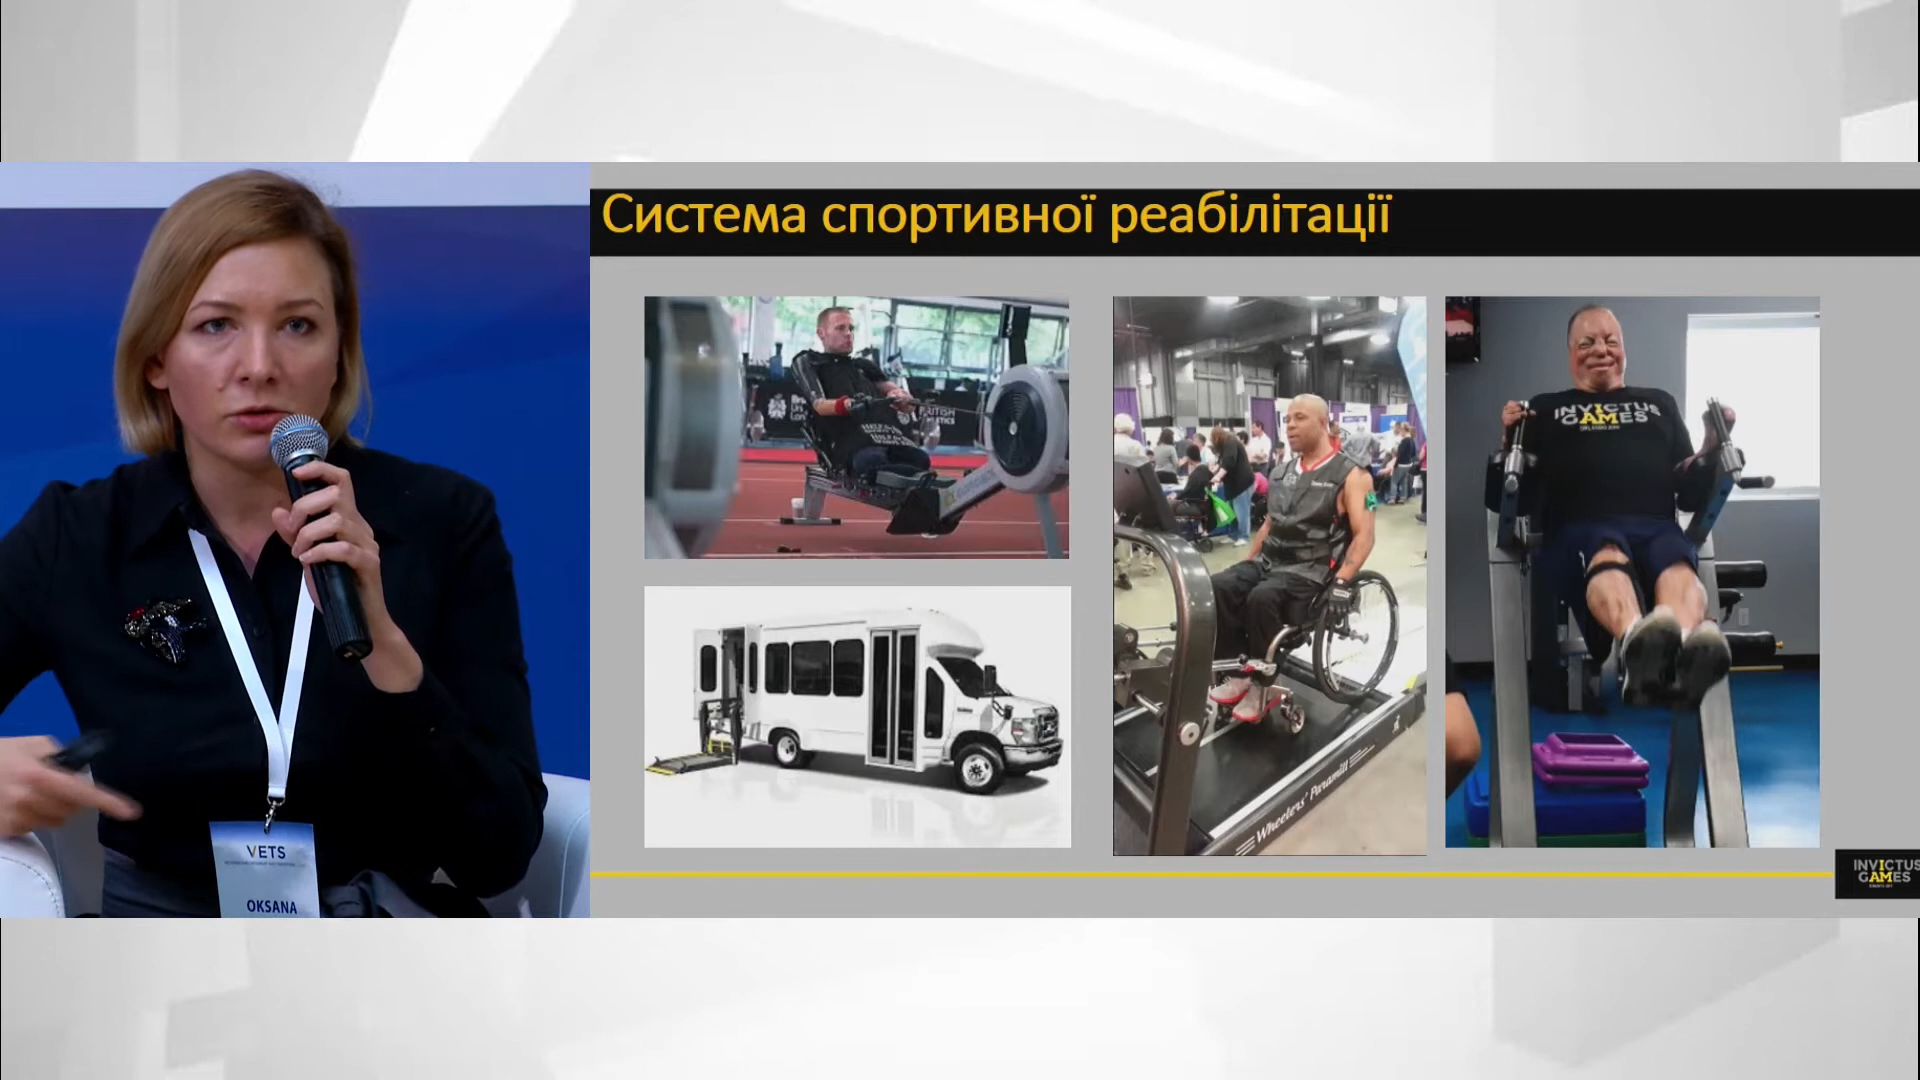 Система спортивної реабілітації
INVICTUS
GAMES
Wheelers' Paramill
VETS
OKSANA
INVICTUS
GAMES